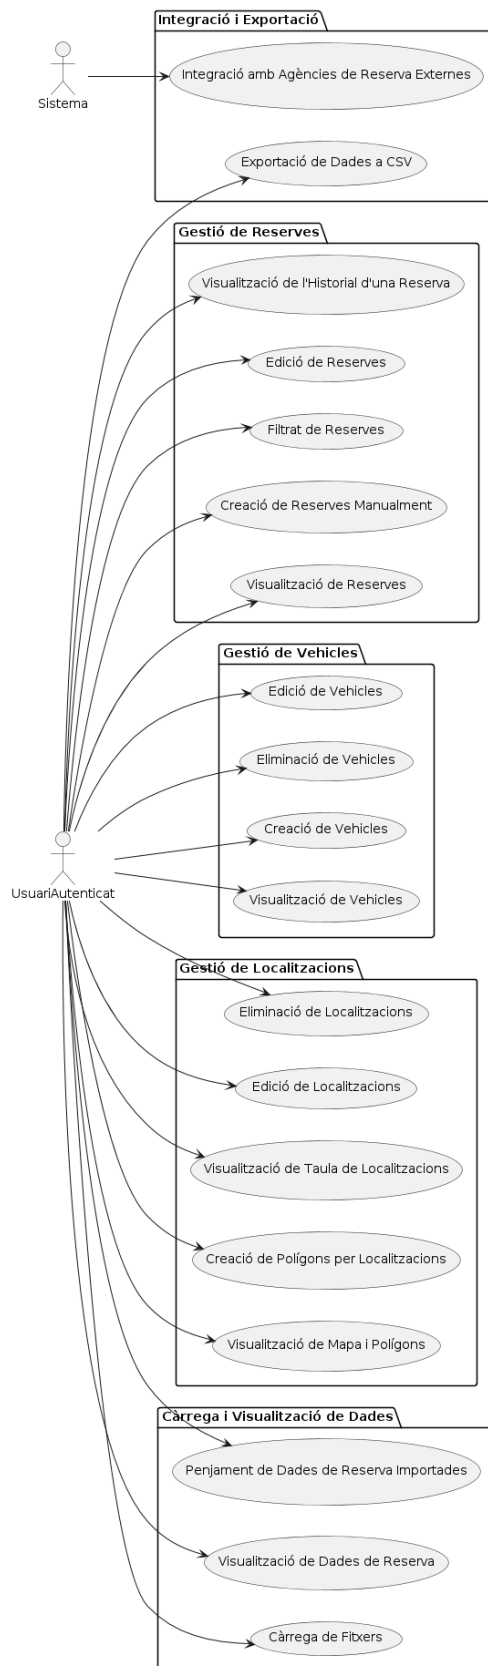 Integració i Exportació
Integració amb Agències de Reserva Externes
Sistema
Exportació de Dades a CSV
Gestió de Reserves
Visualització de l'Historial d'una Reserva
Edició de Reserves
Filtrat de Reserves
Creació de Reserves Manualment
Visualització de Reserves
Gestió de Vehicles
Edició de Vehicles
Eliminació de Vehicles
Creació de Vehicles
UsuariAutenticat
Visualització de Vehicles
Gestió de Localitzacions
Eliminació de Localitzacions
Edició de Localitzacions
Visualització de Taula de Localitzacions
Creació de Polígons per Localitzacions
Visualització de Mapa i Polígons
Càrrega i Visualització de Dades
Penjament de Dades de Reserva Importades
Visualització de Dades de Reserva
Càrrega de Fitxers